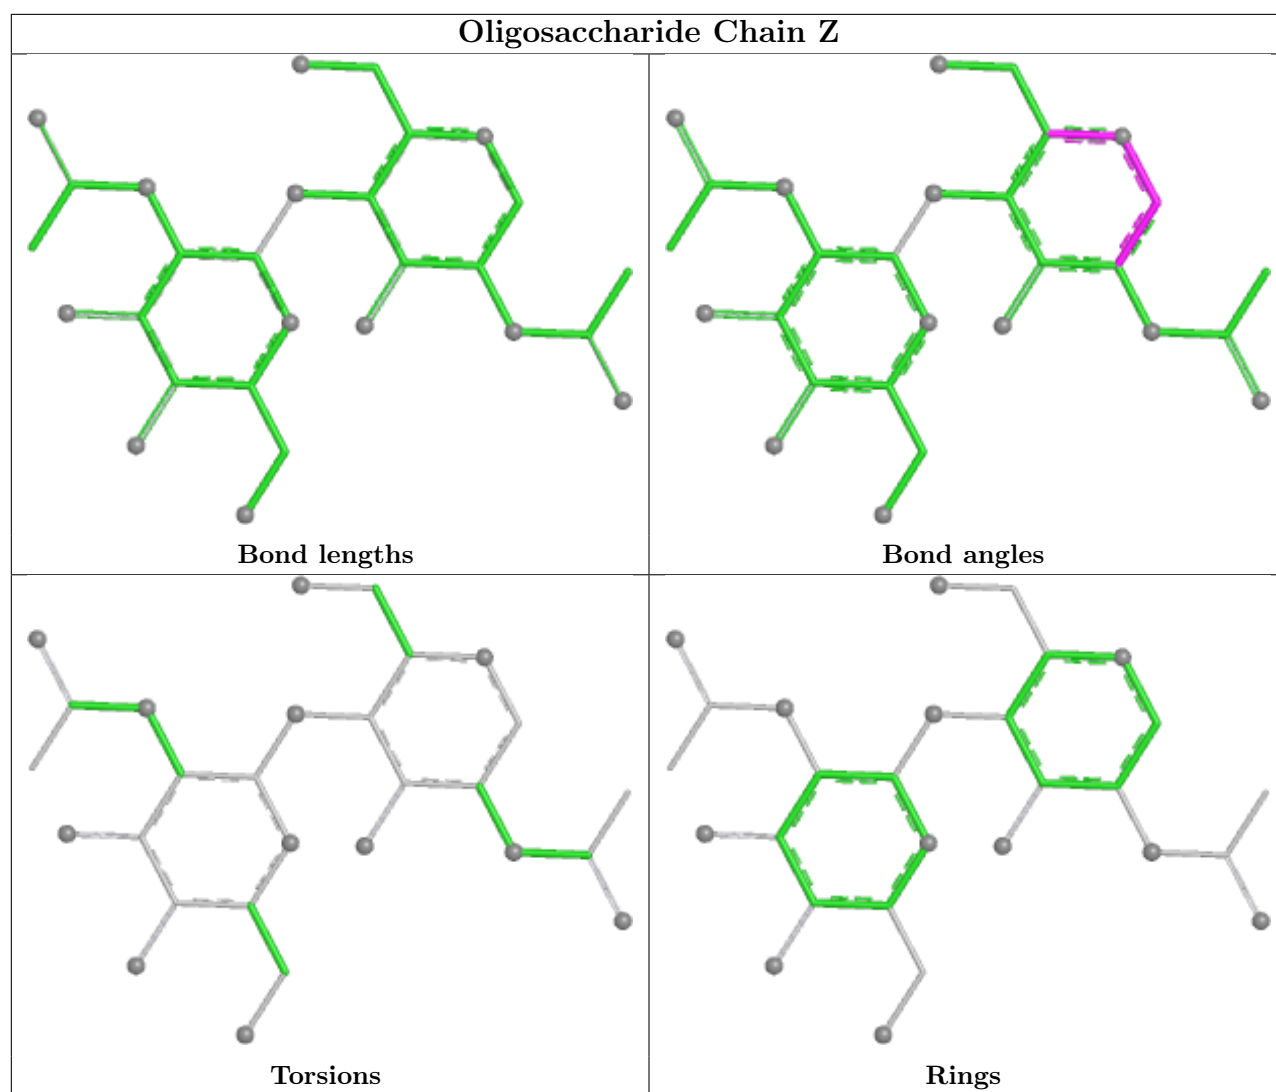 Oligosaccharide Chain Z
Bond lengths
Bond angles
Torsions
Rings